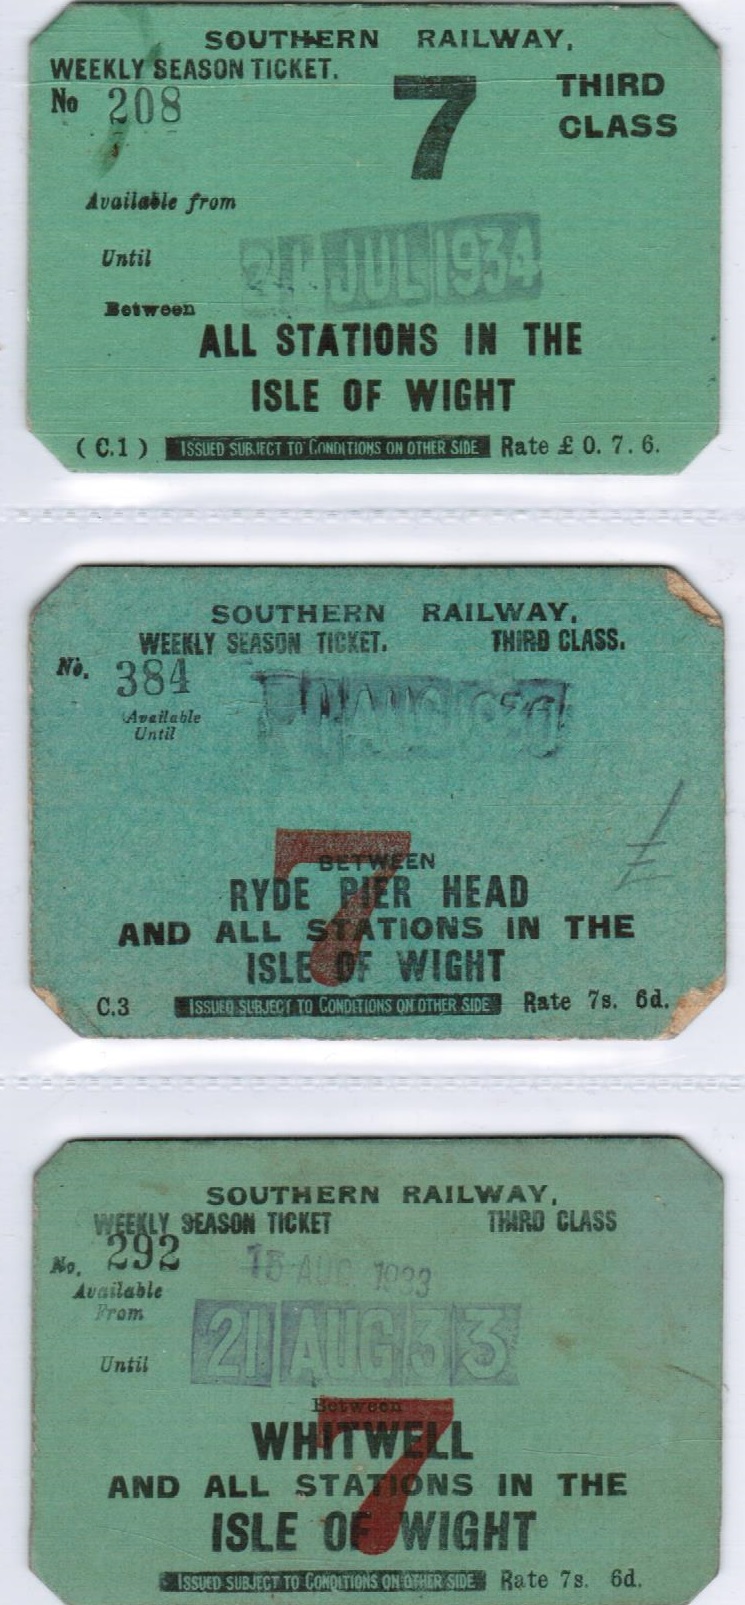 SOUTHERN RAILWAY,
WEEKLY SEASON TICKET.
7
THIRD
CLASS
No 208
Available from
Until
JUL 1934
Between
ALL STATIONS IN THE
ISLE OF WIGHT
(C.1) ISSUED SUBJECT TO CONDITIONS ON OTHER SIDE Rate £ 0. 7. 6.
SOUTHERN RAILWAY,
WEEKLY SEASON TICKET. THIRD CLASS.
No. 384
Available
Until
AUG
7
BETWEEN
RYDE PIER HEAD
AND ALL STATIONS IN THE
ISLE OF WIGHT
C.3 ISSUED SUBJECT TO CONDITIONS ON OTHER SIDE Rate 7s. 6d.
SOUTHERN RAILWAY,
WEEKLY SEASON TICKET THIRD CLASS
No. 292
Available
From
15 AUG 1933
Until
21 AUG 33
7
Between
WHITWELL
AND ALL STATIONS IN THE
ISLE OF WIGHT
ISSUED SUBJECT TO CONDITIONS ON OTHER SIDE Rate 7s. 6d.